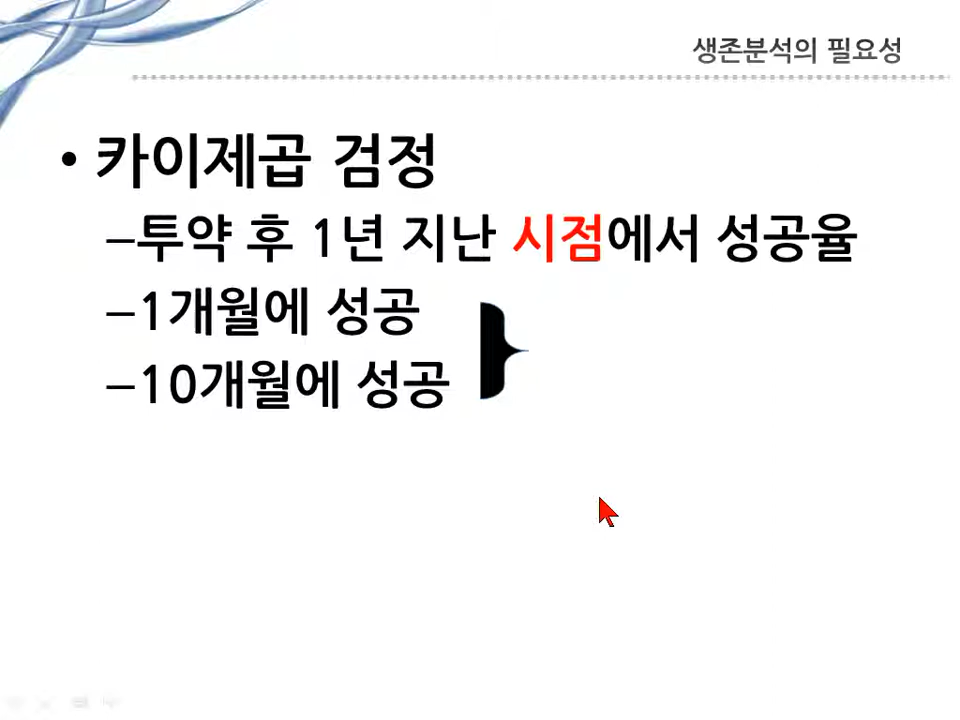 생존분석의 필요성
• 카이제곱 검정
–투약 후 1년 지난 시점에서 성공율
–1개월에 성공
–10개월에 성공